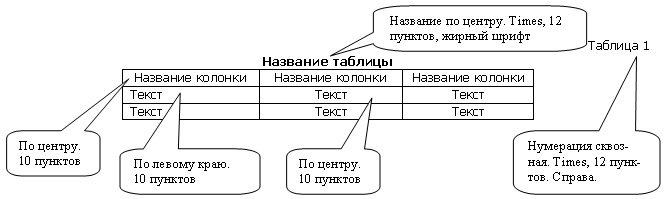 Название по центру. Times, 12
пунктов, жирный шрифт
Таблица 1
Название таблицы
Название колонки Название колонки Название колонки
Текст Текст Текст
Текст Текст Текст
По центру.
10 пунктов
По левому краю.
10 пунктов
По центру.
10 пунктов
Нумерация сквоз-
ная. Times, 12 пунк-
тов. Справа.